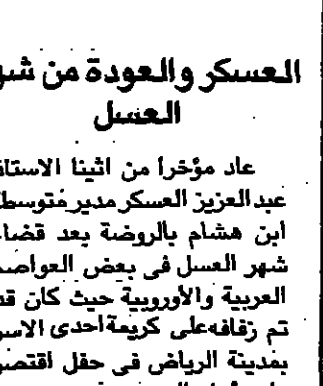 العسكر والعودة من شهر
العسل
عاد مؤخراً من اثينا الاستاذ
عبدالعزيز العسكر مدير متوسطة
ابن هشام بالروضة بعد قضاء
شهر العسل فى بعض العواصم
العربية والأوروبية حيث كان قد
تم زفافه على كريمة احدى الاسر
بمدينة الرياض فى حفل اقتصر